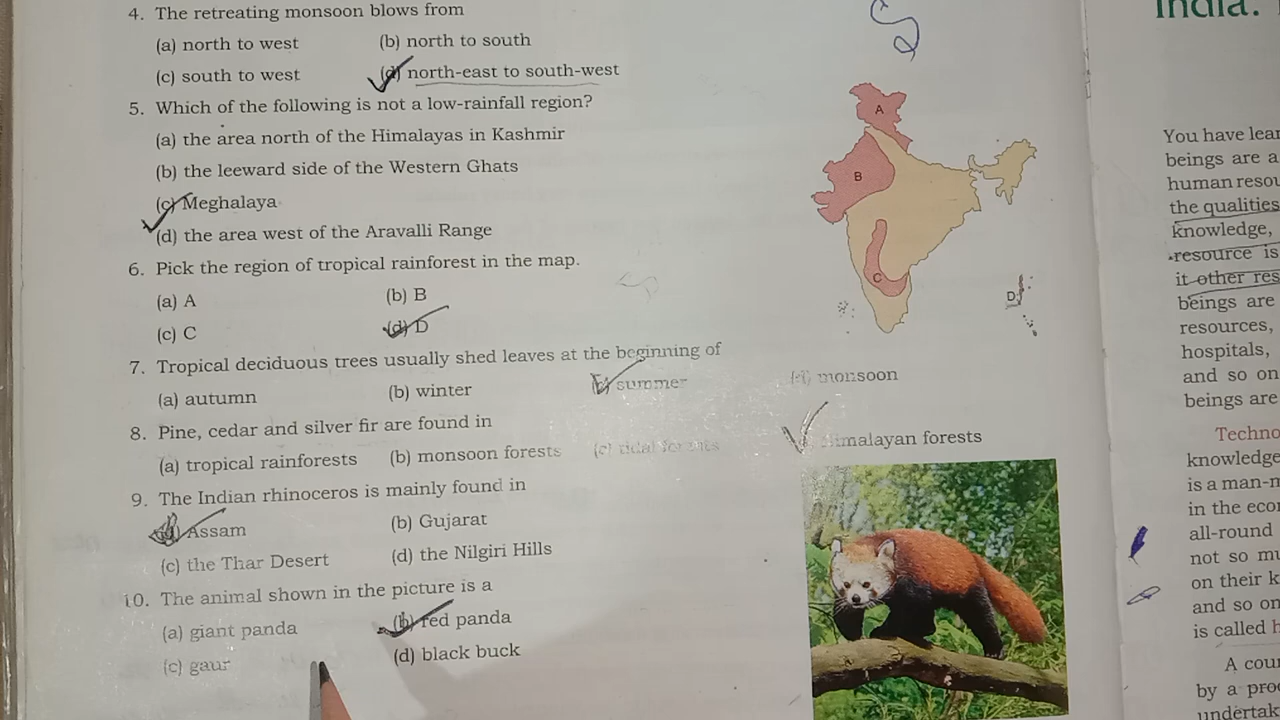 4. The retreating monsoon blows from
(a) north to west (b) north to south
(c) south to west (d) north-east to south-west
5. Which of the following is not a low-rainfall region?
(a) the area north of the Himalayas in Kashmir
(b) the leeward side of the Western Ghats
(c) Meghalaya
(d) the area west of the Aravalli Range
6. Pick the region of tropical rainforest in the map.
(a) A (b) B
(c) C (d) D
7. Tropical deciduous trees usually shed leaves at the beginning of
(a) autumn (b) winter (c) summer (d) monsoon
8. Pine, cedar and silver fir are found in
(a) tropical rainforests (b) monsoon forests (c) tidal forests Himalayan forests
9. The Indian rhinoceros is mainly found in
(a) Assam (b) Gujarat
(c) the Thar Desert (d) the Nilgiri Hills
10. The animal shown in the picture is a
(a) giant panda (b) red panda
(c) gaur (d) black buck
A
B
C
D
India.
You have lear
beings are a
human resou
the qualities
knowledge,
resource is
it other res
beings are
resources,
hospitals,
and so on
beings are
Techno
knowledge
is a man-m
in the econ
all-round
not so mu
on their k
and so on
is called h
A coun
by a proc
undertak